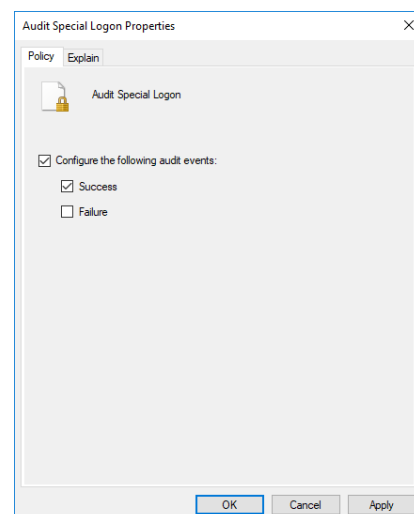 Audit Special Logon Properties
Policy Explain
Audit Special Logon
Configure the following audit events:
Success
Failure
OK Cancel Apply